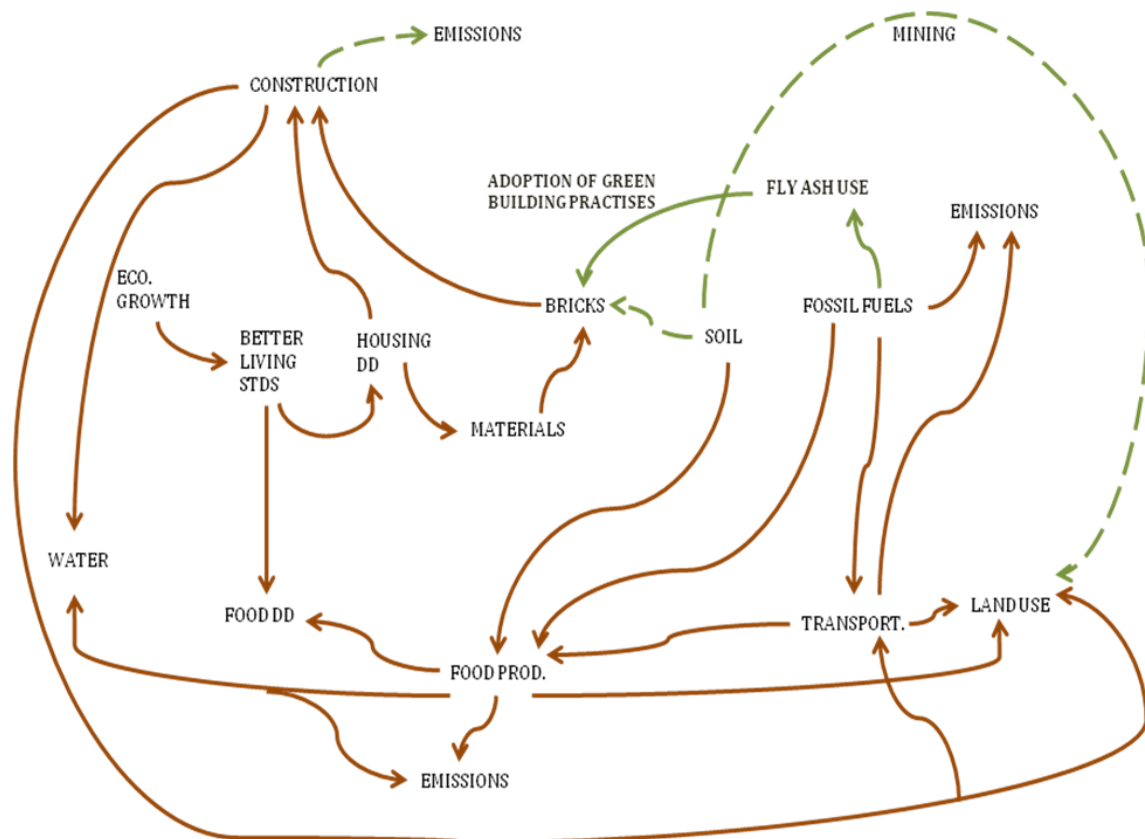 EMISSIONS
MINING
CONSTRUCTION
ADOPTION OF GREEN
BUILDING PRACTISES
FLY ASH USE
EMISSIONS
ECO.
GROWTH
BRICKS
FOSSIL FUELS
BETTER
LIVING
STDS
HOUSING
DD
SOIL
MATERIALS
WATER
FOOD DD
TRANSPORT.
LAND USE
FOOD PROD.
EMISSIONS